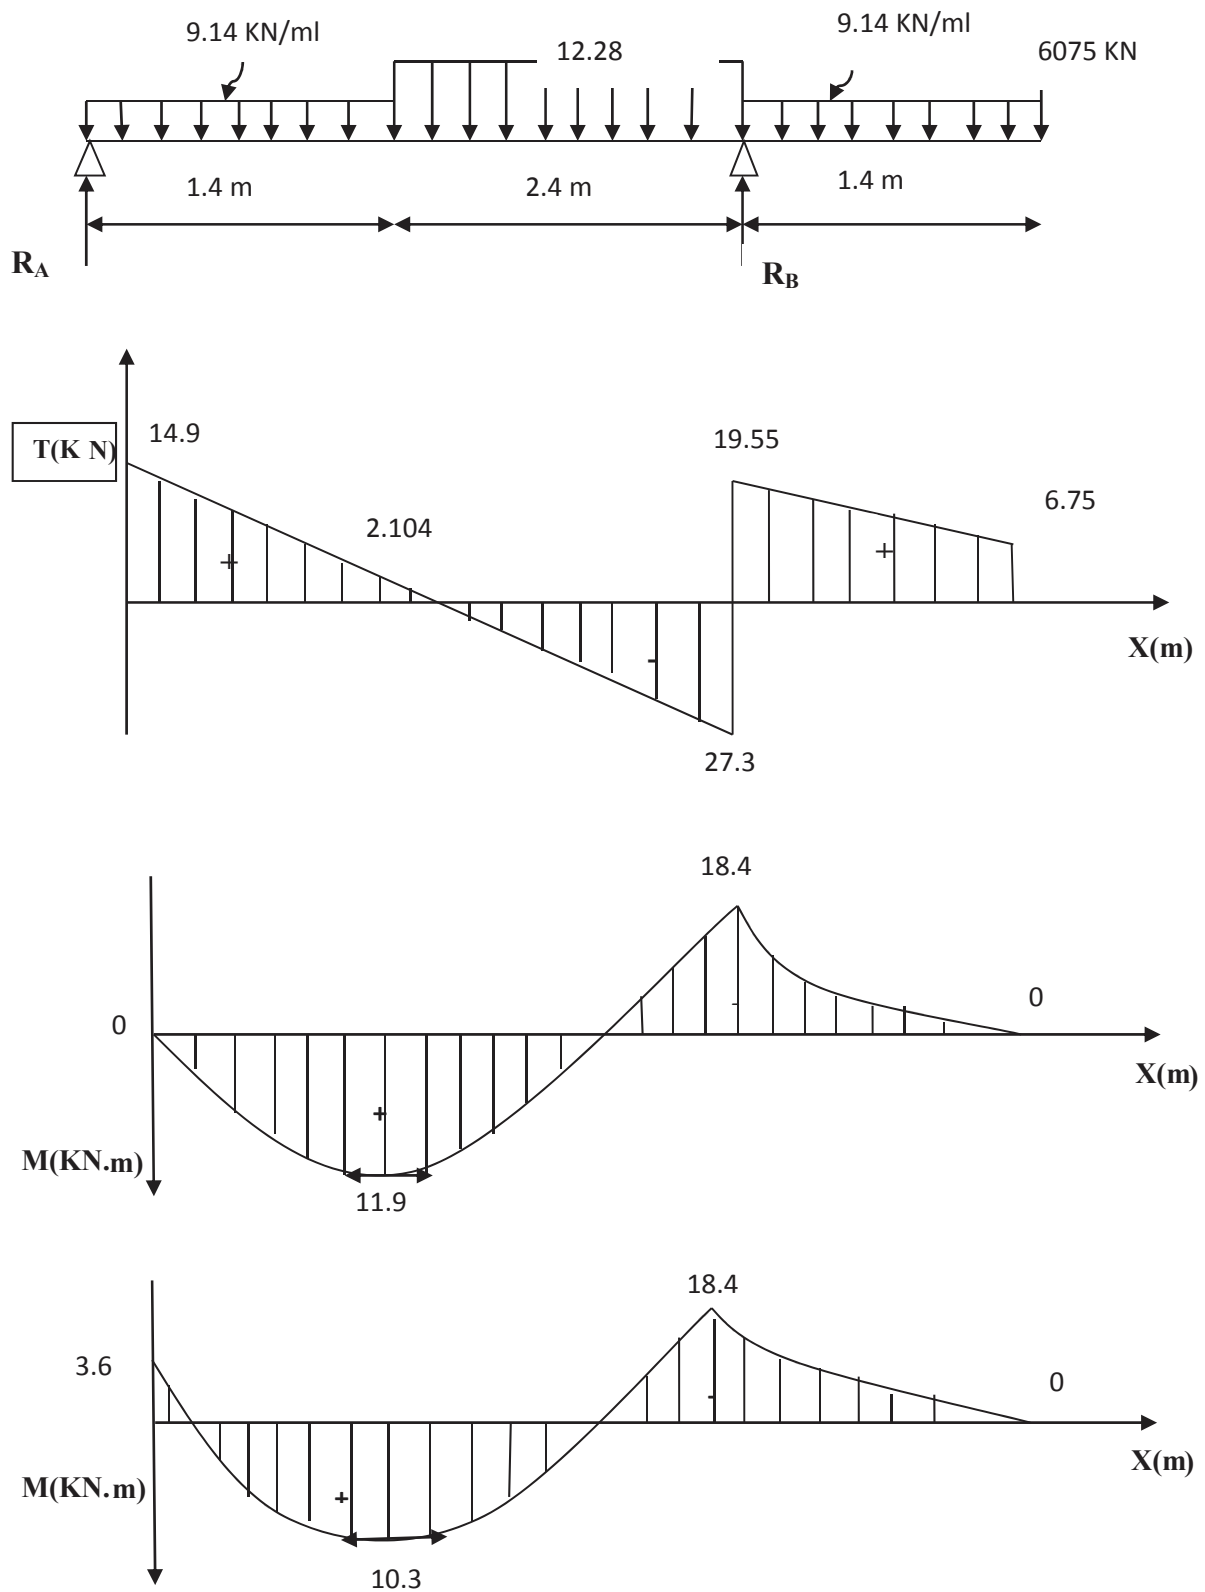 9.14 KN/ml
12.28
9.14 KN/ml
6075 KN
1.4 m
2.4 m
1.4 m
RA
RB
T(K N)
14.9
2.104
19.55
6.75
+
+
-
X(m)
27.3
18.4
0
-
0
+
X(m)
M(KN.m)
11.9
18.4
3.6
-
0
X(m)
M(KN.m)
+
10.3